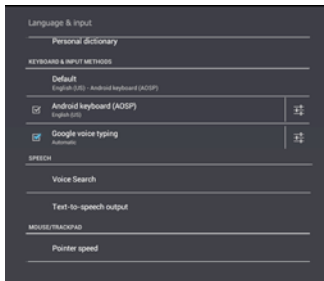 Language & input
Personal dictionary
KEYBOARD & INPUT METHODS
Default
English (US) - Android keyboard (AOSP)
Android keyboard (AOSP)
English (US)
Google voice typing
Automatic
SPEECH
Voice Search
Text-to-speech output
MOUSE/TRACKPAD
Pointer speed